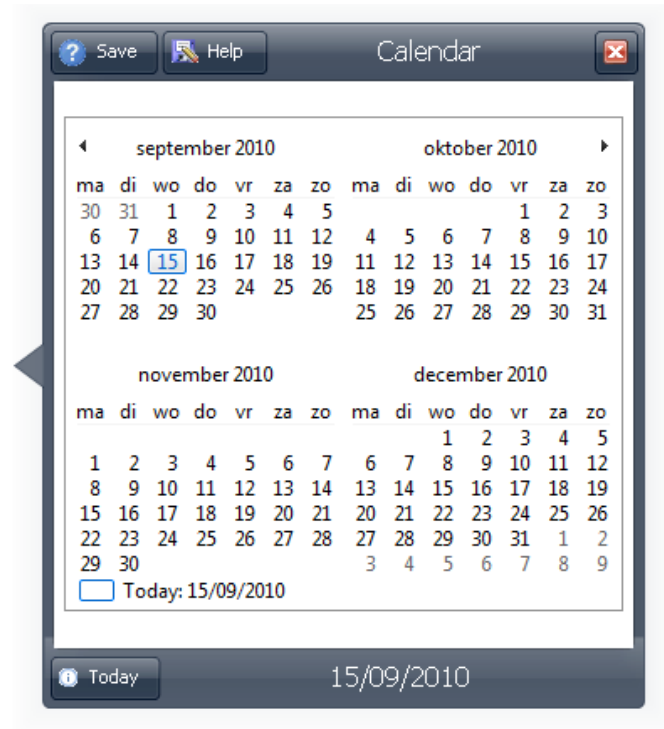 Save Help Calendar
september 2010
ma di wo do vr za zo
30 31 1 2 3 4 5
6 7 8 9 10 11 12
13 14 15 16 17 18 19
20 21 22 23 24 25 26
27 28 29 30
oktober 2010
ma di wo do vr za zo
1 2 3
4 5 6 7 8 9 10
11 12 13 14 15 16 17
18 19 20 21 22 23 24
25 26 27 28 29 30 31
november 2010
ma di wo do vr za zo
1 2 3 4 5 6 7
8 9 10 11 12 13 14
15 16 17 18 19 20 21
22 23 24 25 26 27 28
29 30
december 2010
ma di wo do vr za zo
1 2 3 4 5
6 7 8 9 10 11 12
13 14 15 16 17 18 19
20 21 22 23 24 25 26
27 28 29 30 31 1 2
3 4 5 6 7 8 9
Today: 15/09/2010
Today 15/09/2010